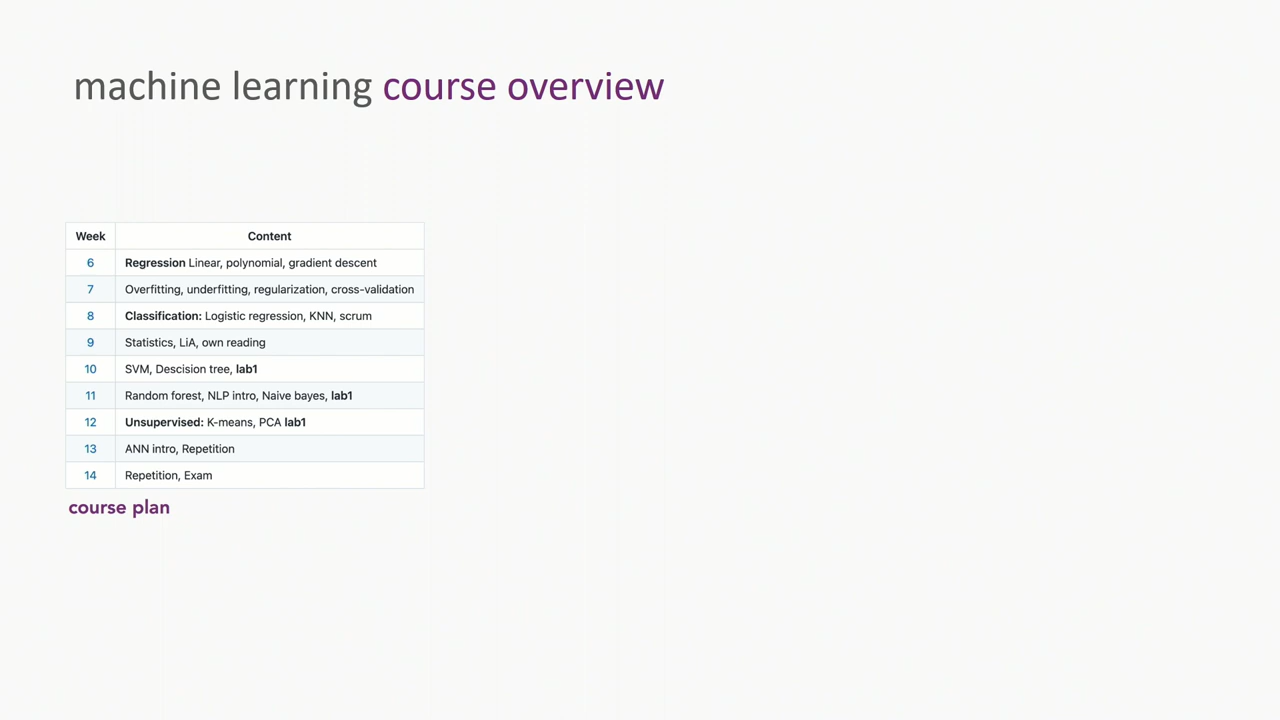 machine learning course overview
Week Content
6 Regression Linear, polynomial, gradient descent
7 Overfitting, underfitting, regularization, cross-validation
8 Classification: Logistic regression, KNN, scrum
9 Statistics, LiA, own reading
10 SVM, Descision tree, lab1
11 Random forest, NLP intro, Naive bayes, lab1
12 Unsupervised: K-means, PCA lab1
13 ANN intro, Repetition
14 Repetition, Exam
course plan